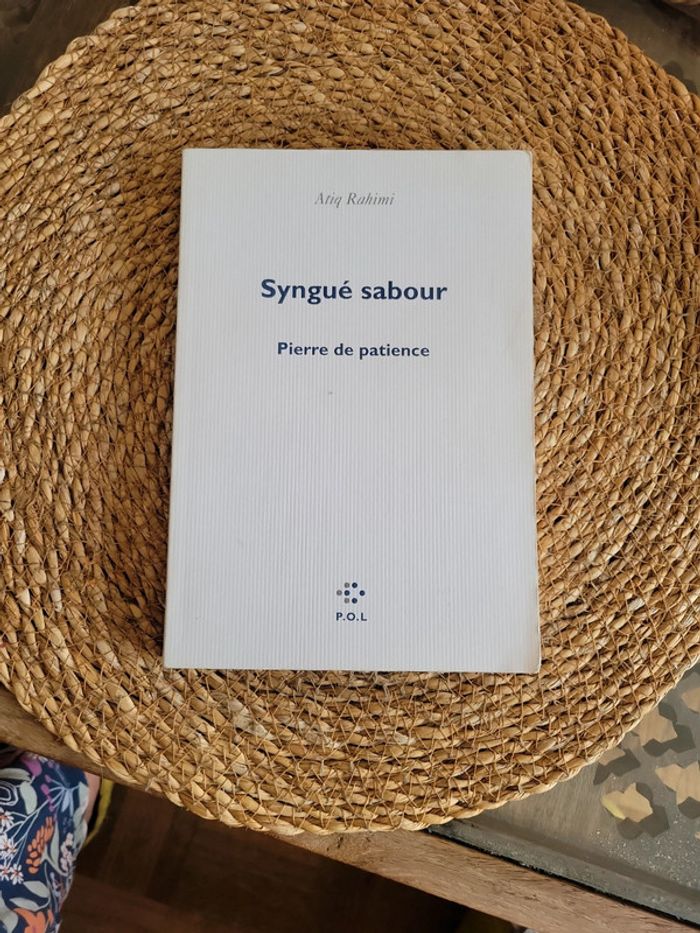 Atiq Rahimi
Syngué sabour
Pierre de patience
P.O.L